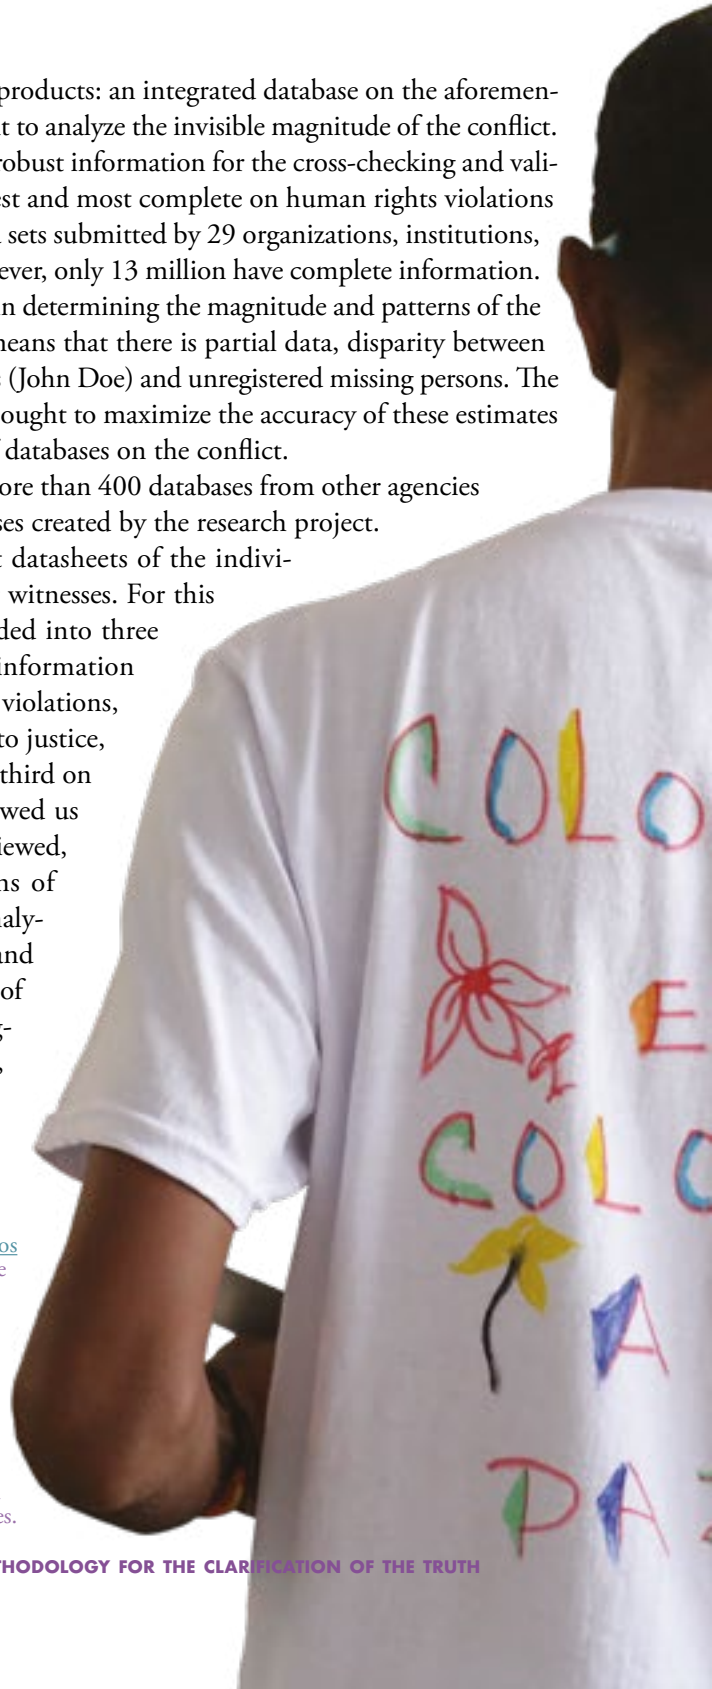 products: an integrated database on the aforemen-
t to analyze the invisible magnitude of the conflict.
robust information for the cross-checking and vali-
est and most complete on human rights violations
sets submitted by 29 organizations, institutions,
ever, only 13 million have complete information.
n determining the magnitude and patterns of the
means that there is partial data, disparity between
(John Doe) and unregistered missing persons. The
ought to maximize the accuracy of these estimates
databases on the conflict.
ore than 400 databases from other agencies
ses created by the research project.
t datasheets of the indivi-
witnesses. For this
ded into three
information
violations,
to justice,
third on
wed us
iewed,
ns of
naly-
and
of
g-
,
COLO
E
COLO
os
e
A
PAZ
es.
THODOLOGY FOR THE CLARIFICATION OF THE TRUTH